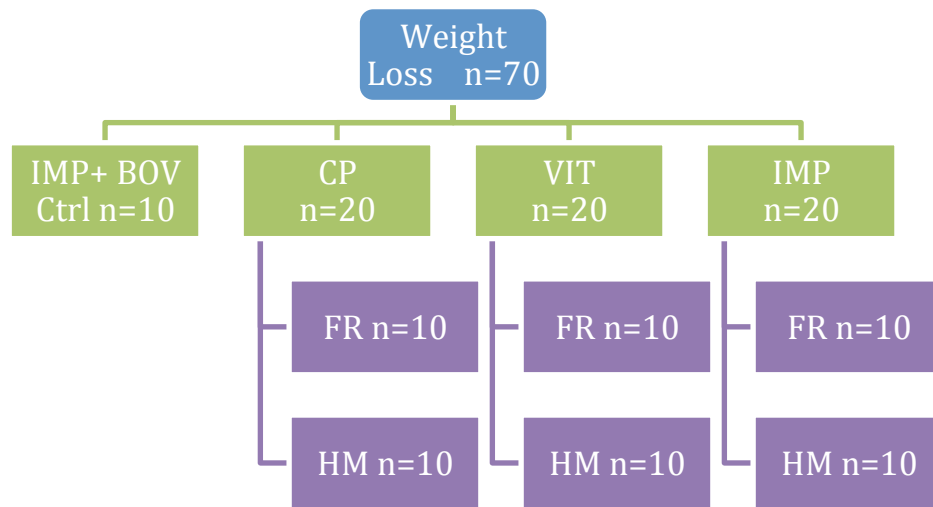 Weight
Loss n=70
IMP+ BOV
Ctrl n=10
CP
n=20
VIT
n=20
IMP
n=20
FR n=10
FR n=10
FR n=10
HM n=10
HM n=10
HM n=10